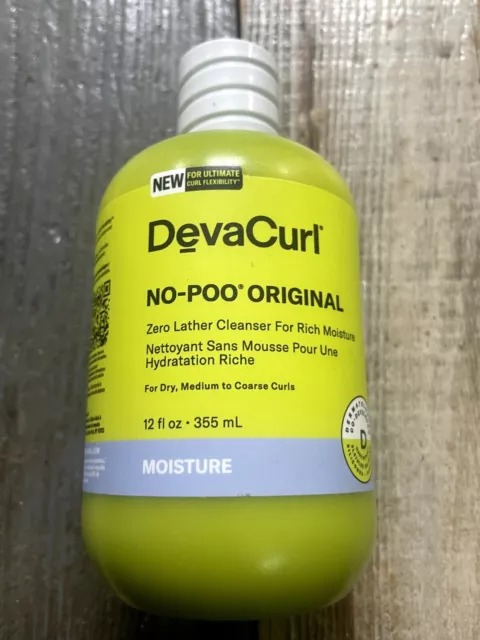 NEW FOR ULTIMATE
CURL FLEXIBILITY™
DevaCurl®
NO-POO® ORIGINAL
Zero Lather Cleanser For Rich Moisture
Nettoyant Sans Mousse Pour Une
Hydratation Riche
For Dry, Medium to Coarse Curls
12 fl oz • 355 mL
MOISTURE
D